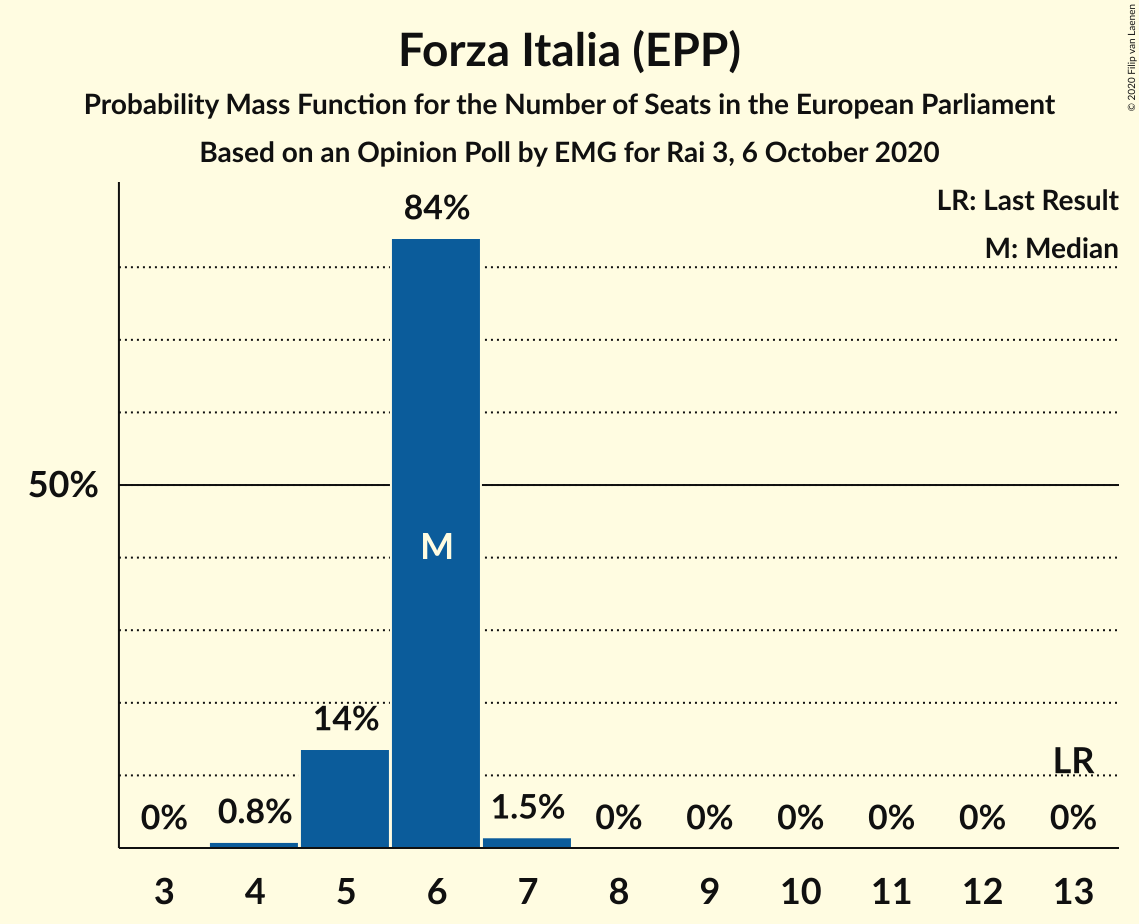 Forza Italia (EPP)
Probability Mass Function for the Number of Seats in the European Parliament
Based on an Opinion Poll by EMG for Rai 3, 6 October 2020
© 2020 Filip van Laenen
LR: Last Result
M: Median
84%
50%
M
14%
LR
0% 0.8% 1.5% 0% 0% 0% 0% 0% 0%
3 4 5 6 7 8 9 10 11 12 13